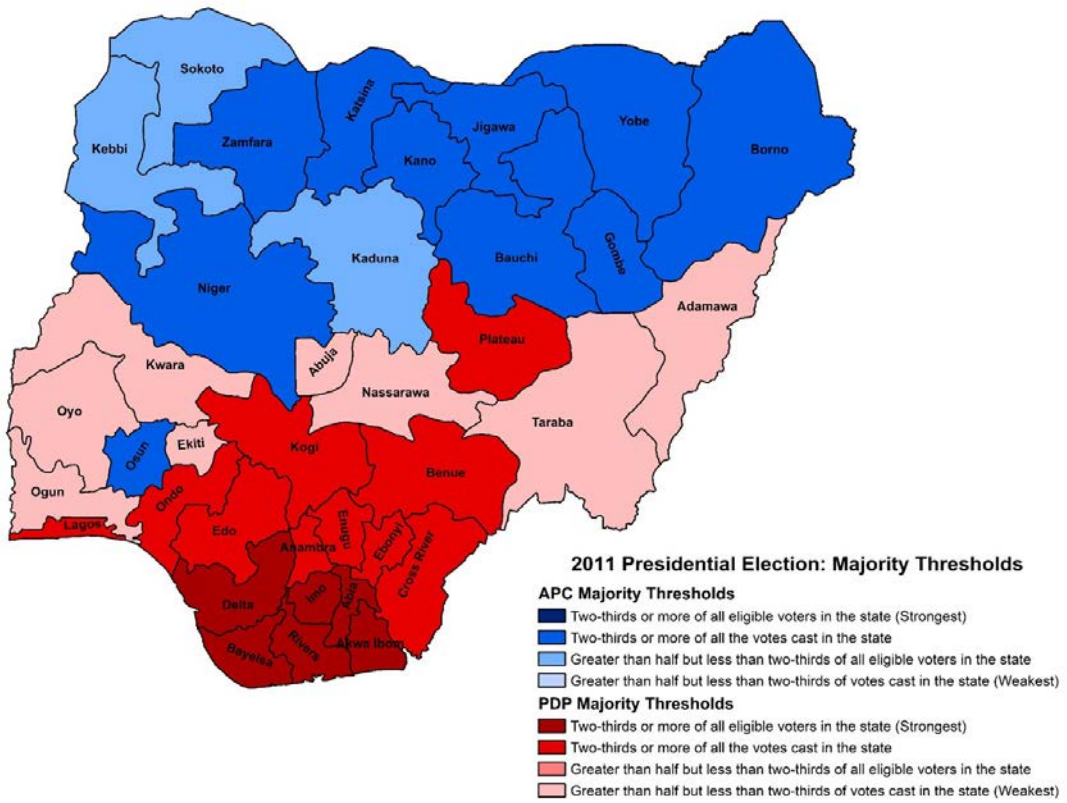 Sokoto
Katsina
Kebbi
Zamfara
Jigawa
Yobe
Borno
Kano
Kaduna
Bauchi
Gombe
Niger
Adamawa
Plateau
Abuja
Kwara
Nassarawa
Oyo
Taraba
Osun
Ekiti
Kogi
Benue
Ogun
Ondo
Lagos
Edo
Anambra
Enugu
Ebonyi
Cross River
Delta
Imo
Abia
Bayelsa
Rivers
Akwa Ibom
2011 Presidential Election: Majority Thresholds
APC Majority Thresholds
Two-thirds or more of all eligible voters in the state (Strongest)
Two-thirds or more of all the votes cast in the state
Greater than half but less than two-thirds of all eligible voters in the state
Greater than half but less than two-thirds of votes cast in the state (Weakest)
PDP Majority Thresholds
Two-thirds or more of all eligible voters in the state (Strongest)
Two-thirds or more of all the votes cast in the state
Greater than half but less than two-thirds of all eligible voters in the state
Greater than half but less than two-thirds of votes cast in the state (Weakest)